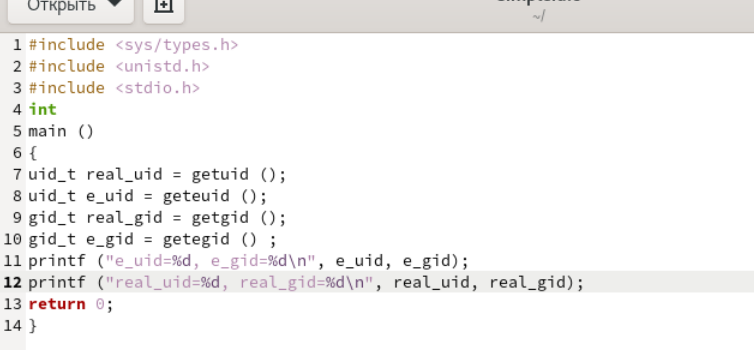 Открыть
~/
1 #include <sys/types.h>
2 #include <unistd.h>
3 #include <stdio.h>
4 int
5 main ()
6 {
7 uid_t real_uid = getuid ();
8 uid_t e_uid = geteuid ();
9 gid_t real_gid = getgid ();
10 gid_t e_gid = getegid () ;
11 printf ("e_uid=%d, e_gid=%d\n", e_uid, e_gid);
12 printf ("real_uid=%d, real_gid=%d\n", real_uid, real_gid);
13 return 0;
14 }